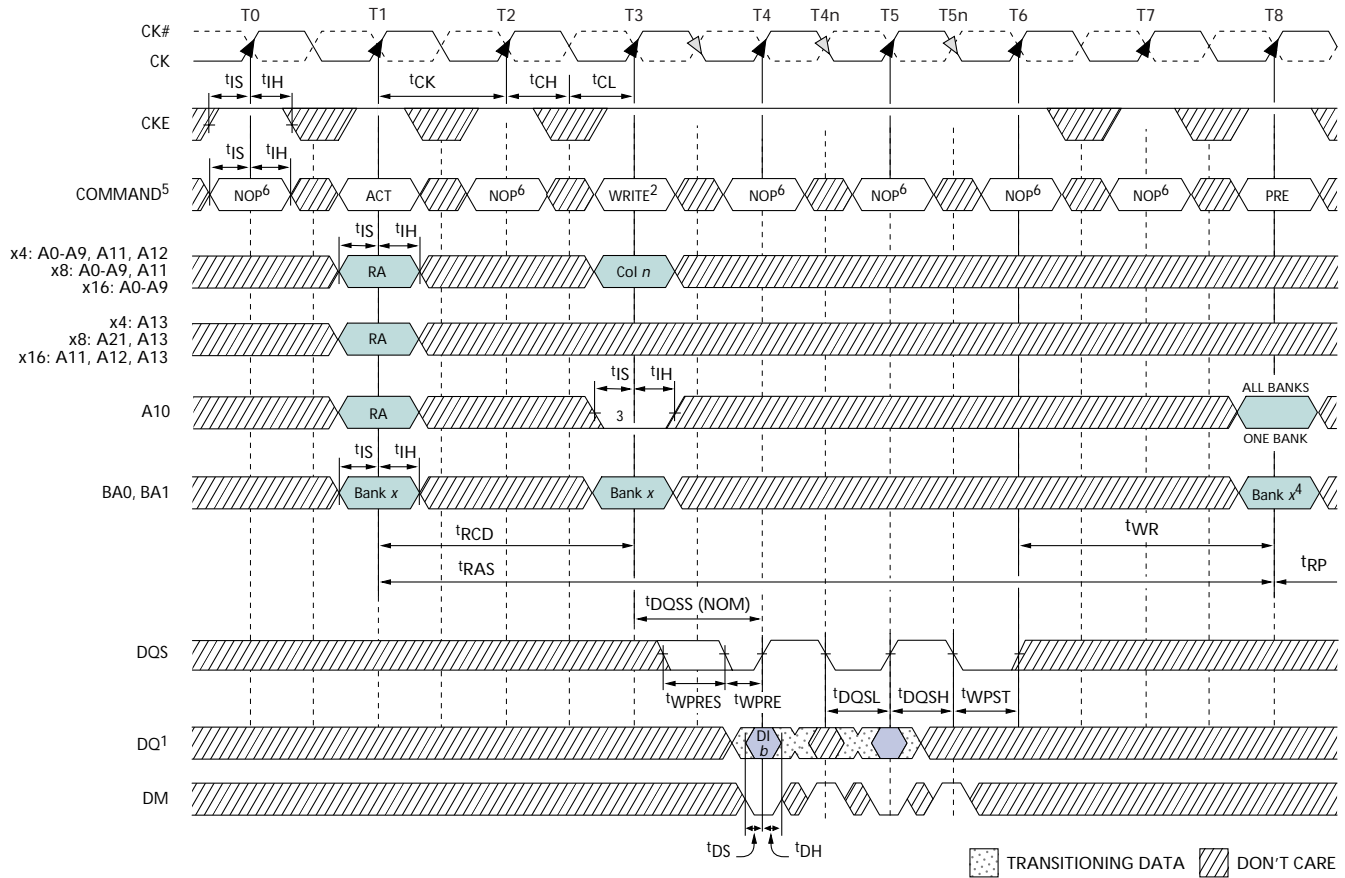 T0 T1 T2 T3 T4 T4n T5 T5n T6 T7 T8
CK#
CK
tIS tIH tCK tCH tCL
CKE
tIS tIH
COMMAND5 NOP6 ACT NOP6 WRITE2 NOP6 NOP6 NOP6 NOP6 PRE
tIS tIH
x4: A0-A9, A11, A12
x8: A0-A9, A11
x16: A0-A9
RA Col n
x4: A13
x8: A21, A13
x16: A11, A12, A13
RA
tIS tIH
ALL BANKS
A10 RA 3
ONE BANK
tIS tIH
BA0, BA1 Bank x Bank x Bank x4
tRCD tWR
tRAS tRP
tDQSS (NOM)
DQS
tWPRES tWPRE tDQSL tDQSH tWPST
DQ1 DI
b
DM
tDS tDH
TRANSITIONING DATA DON'T CARE